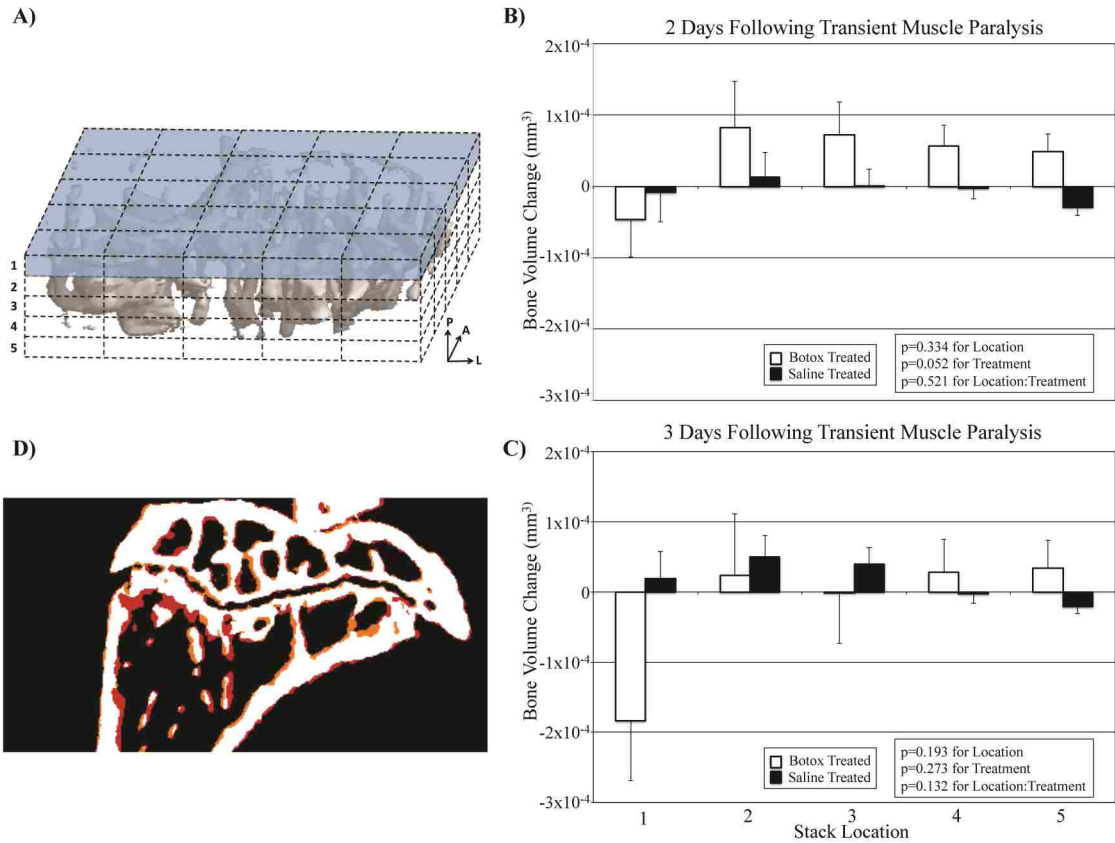 A)
1
2
3
4
5
P
A
L
B)
2 Days Following Transient Muscle Paralysis
Bone Volume Change (mm³)
2x10⁻⁴
1x10⁻⁴
0
-1x10⁻⁴
-2x10⁻⁴
-3x10⁻⁴
Botox Treated
Saline Treated
p=0.334 for Location
p=0.052 for Treatment
p=0.521 for Location:Treatment
D)
C)
3 Days Following Transient Muscle Paralysis
Bone Volume Change (mm³)
2x10⁻⁴
1x10⁻⁴
0
-1x10⁻⁴
-2x10⁻⁴
-3x10⁻⁴
Botox Treated
Saline Treated
p=0.193 for Location
p=0.273 for Treatment
p=0.132 for Location:Treatment
1 2 3 4 5
Stack Location